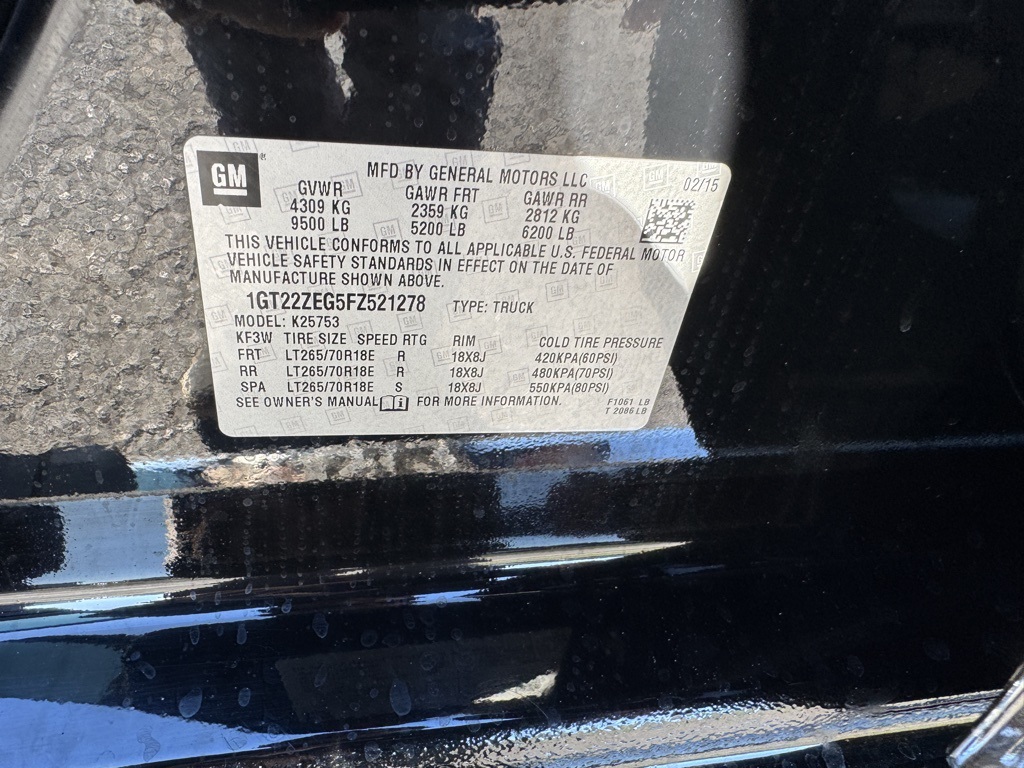 GM
MFD BY GENERAL MOTORS LLC 02/15
GVWR GAWR FRT GAWR RR
4309 KG 2359 KG 2812 KG
9500 LB 5200 LB 6200 LB
THIS VEHICLE CONFORMS TO ALL APPLICABLE U.S. FEDERAL MOTOR
VEHICLE SAFETY STANDARDS IN EFFECT ON THE DATE OF
MANUFACTURE SHOWN ABOVE.
1GT22ZEG5FZ521278 TYPE: TRUCK
MODEL: K25753
KF3W TIRE SIZE SPEED RTG RIM COLD TIRE PRESSURE
FRT LT265/70R18E R 18X8J 420KPA(60PSI)
RR LT265/70R18E R 18X8J 480KPA(70PSI)
SPA LT265/70R18E S 18X8J 550KPA(80PSI)
SEE OWNER'S MANUAL FOR MORE INFORMATION. F1061 LB
T 2086 LB